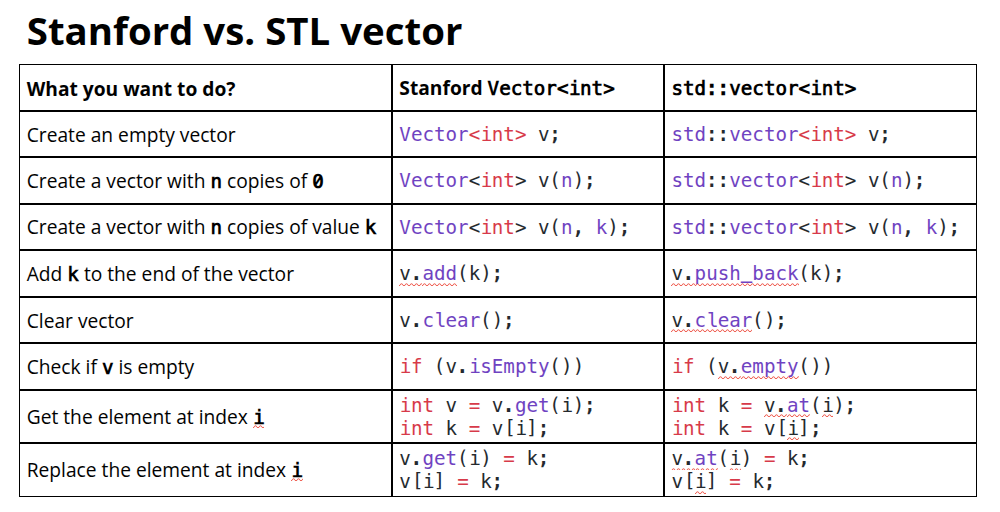 Stanford vs. STL vector
What you want to do?
Stanford Vector<int>
std::vector<int>
Create an empty vector
Vector<int> v;
std::vector<int> v;
Create a vector with n copies of 0
Vector<int> v(n);
std::vector<int> v(n);
Create a vector with n copies of value k
Vector<int> v(n, k);
std::vector<int> v(n, k);
Add k to the end of the vector
v.add(k);
v.push_back(k);
Clear vector
v.clear();
v.clear();
Check if v is empty
if (v.isEmpty())
if (v.empty())
Get the element at index i
int v = v.get(i);
int k = v[i];
int k = v.at(i);
int k = v[i];
Replace the element at index i
v.get(i) = k;
v[i] = k;
v.at(i) = k;
v[i] = k;